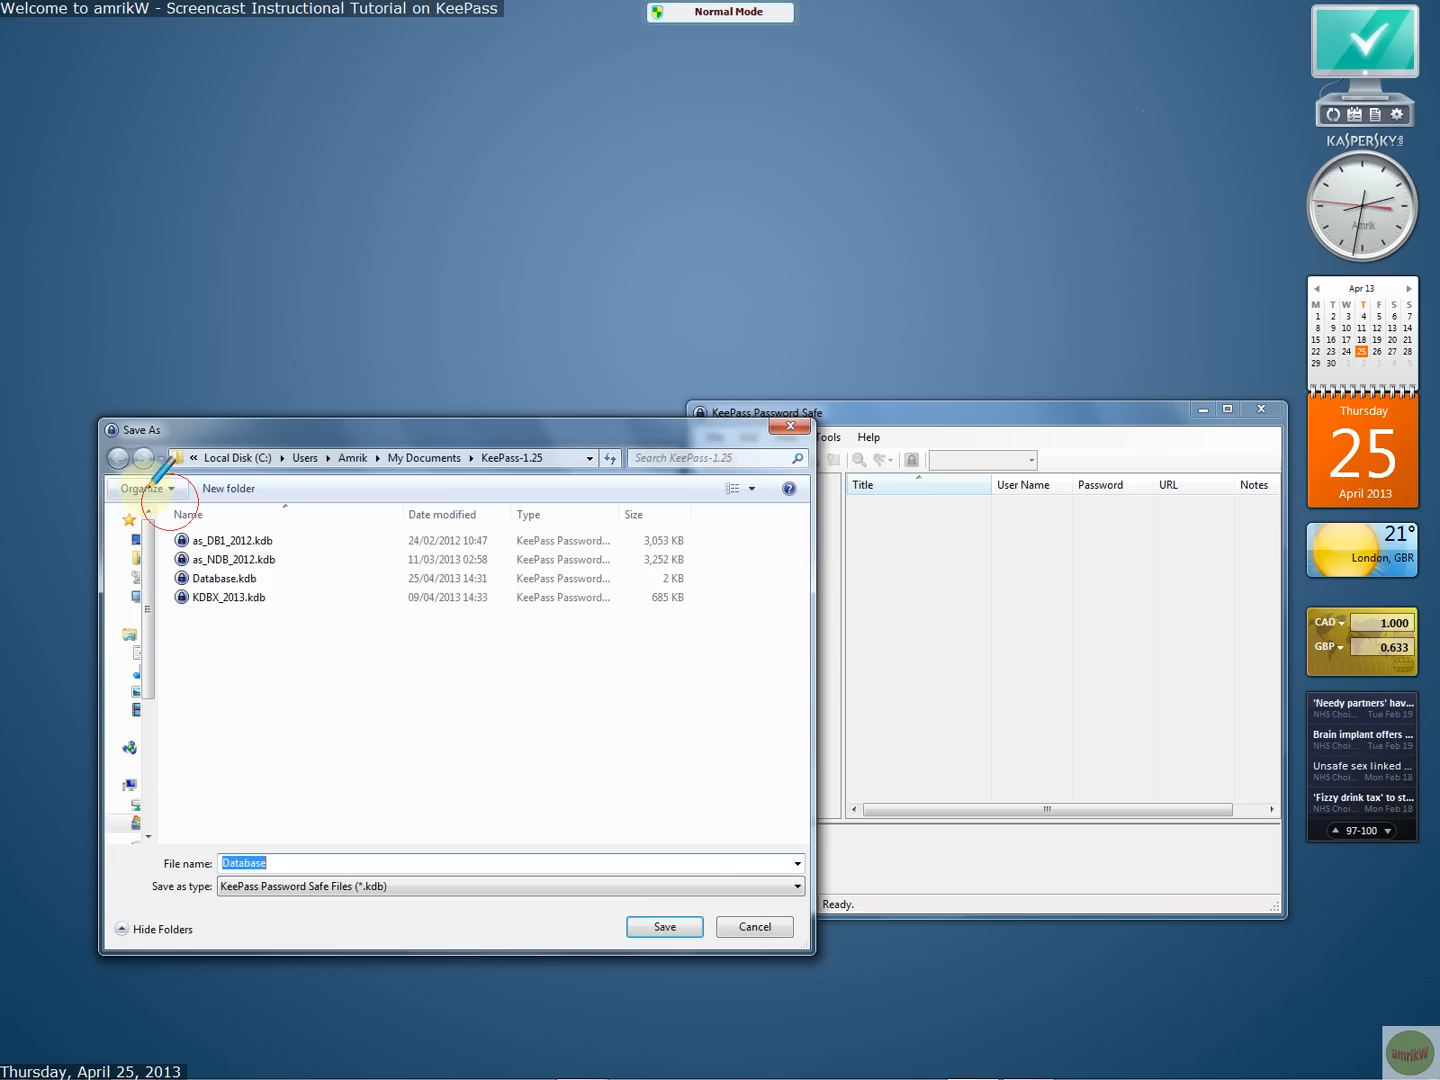 Welcome to amrikW - Screencast Instructional Tutorial on KeePass
Normal Mode
KASPERSKY
Amrik
Apr 13
M T W T F S S
1 2 3 4 5 6 7
8 9 10 11 12 13 14
15 16 17 18 19 20 21
22 23 24 25 26 27 28
29 30 1 2 3 4 5
Thursday
25
April 2013
21°
London, GBR
CAD 1.000
GBP 0.633
'Needy partners' hav...
NHS Choi... Tue Feb 19
Brain implant offers ...
NHS Choi... Tue Feb 19
Unsafe sex linked ...
NHS Choi... Mon Feb 18
'Fizzy drink tax' to st...
NHS Choi... Mon Feb 18
97-100
KeePass Password Safe
Tools Help
Title User Name Password URL Notes
Ready.
Save As
« Local Disk (C:) Users Amrik My Documents KeePass-1.25
Search KeePass-1.25
Organize New folder
Name Date modified Type Size
as_DB1_2012.kdb 24/02/2012 10:47 KeePass Password... 3,053 KB
as_NDB_2012.kdb 11/03/2013 02:58 KeePass Password... 3,252 KB
Database.kdb 25/04/2013 14:31 KeePass Password... 2 KB
KDBX_2013.kdb 09/04/2013 14:33 KeePass Password... 685 KB
File name: Database
Save as type: KeePass Password Safe Files (*.kdb)
Hide Folders
Save Cancel
Thursday, April 25, 2013
amrikW